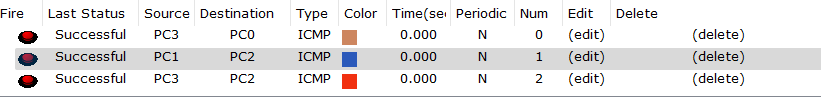 Fire Last Status Source Destination Type Color Time(sec Periodic Num Edit Delete
Successful PC3 PC0 ICMP 0.000 N 0 (edit) (delete)
Successful PC1 PC2 ICMP 0.000 N 1 (edit) (delete)
Successful PC3 PC2 ICMP 0.000 N 2 (edit) (delete)